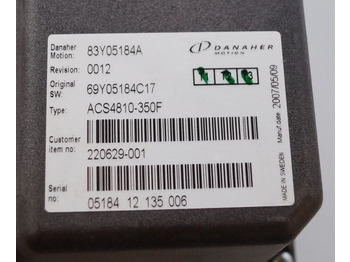 Danaher Motion: 83Y05184A
DANAHER
MOTION
Revision: 0012
Original SW: 69Y05184C17
Type: ACS4810-350F
Customer item no: 220629-001
Serial no: 05184 12 135 006
MADE IN SWEDEN Manuf date 2007/05/09